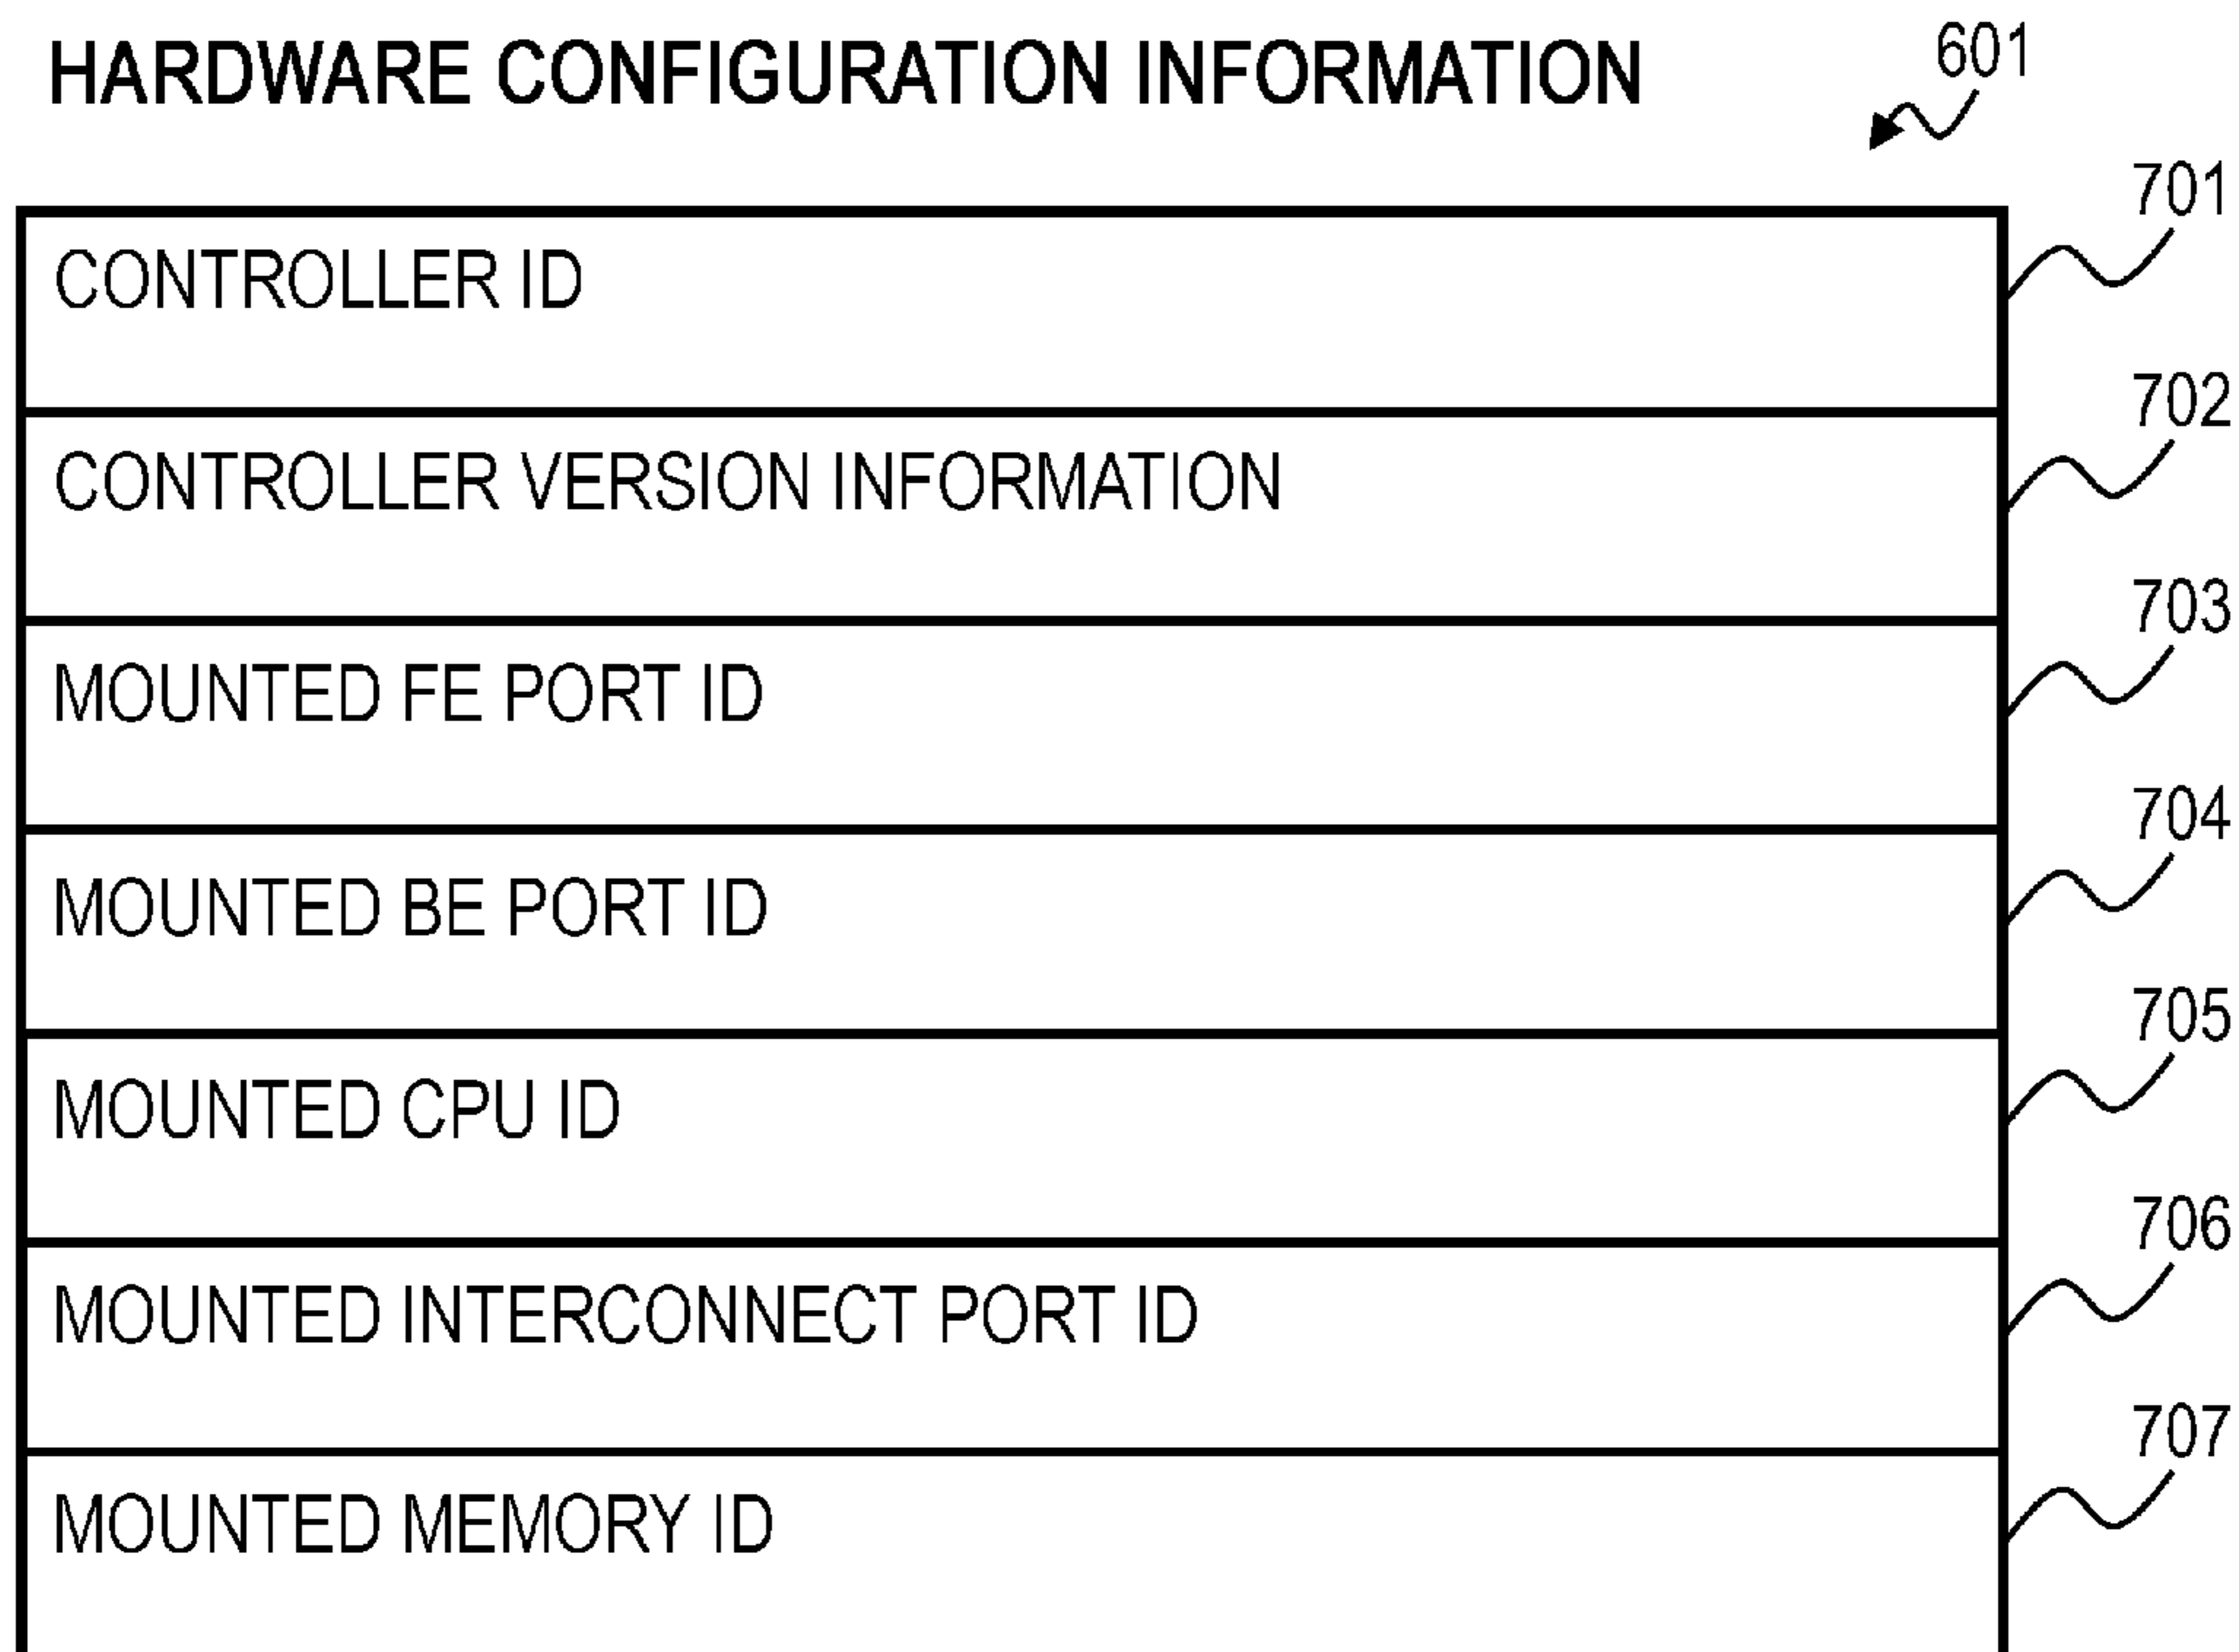 HARDWARE CONFIGURATION INFORMATION 601
701
CONTROLLER ID
702
CONTROLLER VERSION INFORMATION
703
MOUNTED FE PORT ID
704
MOUNTED BE PORT ID
705
MOUNTED CPU ID
706
MOUNTED INTERCONNECT PORT ID
707
MOUNTED MEMORY ID